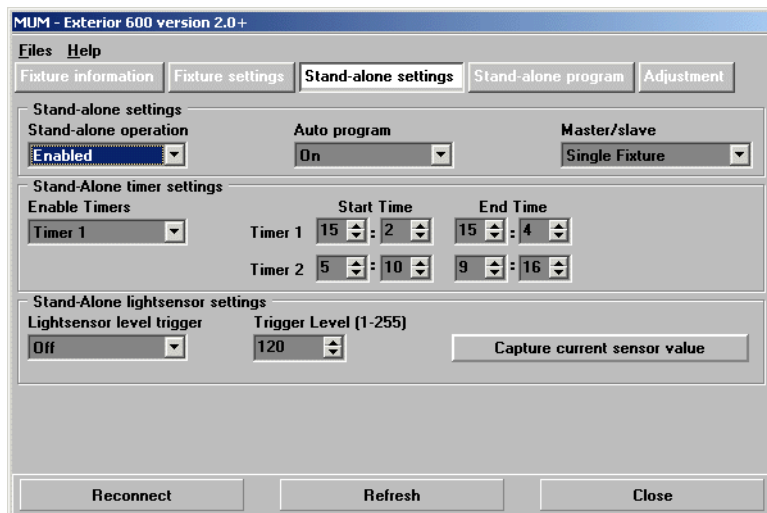 MUM - Exterior 600 version 2.0+
Files Help
Fixture information Fixture settings Stand-alone settings Stand-alone program Adjustment
Stand-alone settings
Stand-alone operation Auto program Master/slave
Enabled On Single Fixture
Stand-Alone timer settings
Enable Timers Start Time End Time
Timer 1 Timer 1 15 : 2 15 : 4
Timer 2 5 : 10 9 : 16
Stand-Alone lightsensor settings
Lightsensor level trigger Trigger Level (1-255)
Off 120 Capture current sensor value
Reconnect Refresh Close